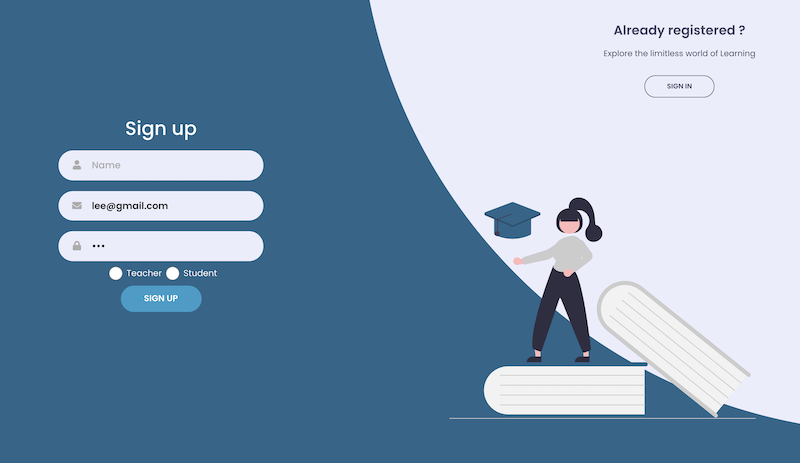 Already registered ?
Explore the limitless world of Learning
SIGN IN
Sign up
Name
lee@gmail.com
•••
Teacher Student
SIGN UP